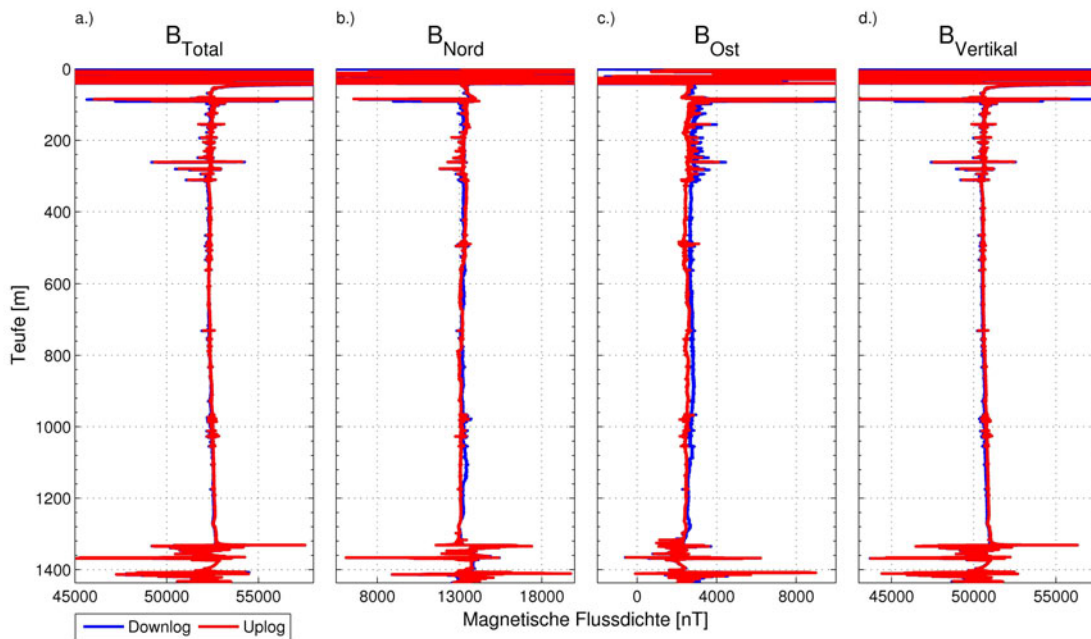 a.) b.) c.) d.)
B_Total B_Nord B_Ost B_Vertikal
0
200
400
600
800
1000
1200
1400
Teufe [m]
45000 50000 55000 8000 13000 18000 0 4000 8000 45000 50000 55000
Magnetische Flussdichte [nT]
Downlog Uplog